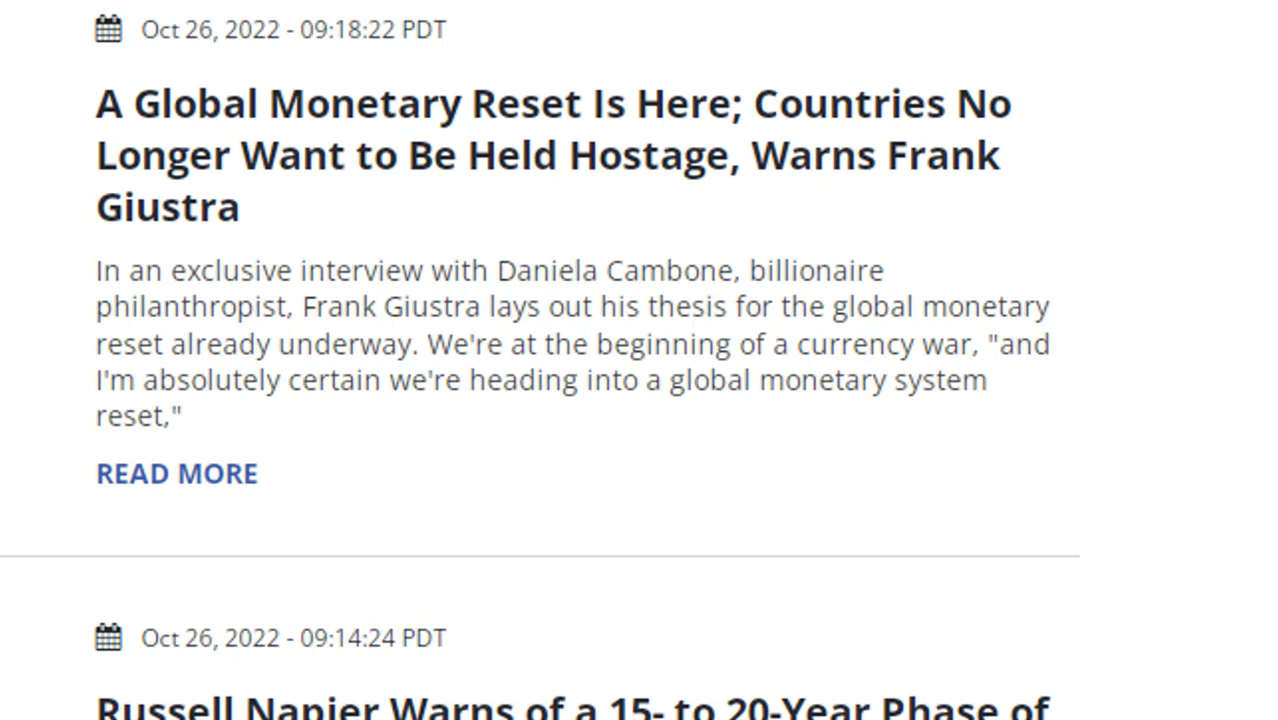 Oct 26, 2022 - 09:18:22 PDT
A Global Monetary Reset Is Here; Countries No
Longer Want to Be Held Hostage, Warns Frank
Giustra
In an exclusive interview with Daniela Cambone, billionaire
philanthropist, Frank Giustra lays out his thesis for the global monetary
reset already underway. We're at the beginning of a currency war, "and
I'm absolutely certain we're heading into a global monetary system
reset,"
READ MORE
Oct 26, 2022 - 09:14:24 PDT
Russell Napier Warns of a 15- to 20-Year Phase of